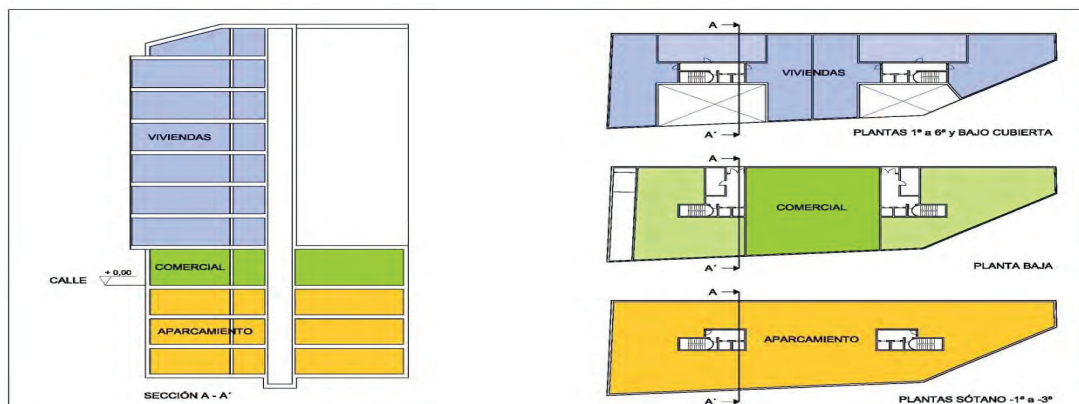 VIVIENDAS
CALLE
+ 0,00
COMERCIAL
APARCAMIENTO
SECCIÓN A - A´
A
VIVIENDAS
A´
PLANTAS 1ª a 6ª y BAJO CUBIERTA
A
COMERCIAL
A´
PLANTA BAJA
A
APARCAMIENTO
A´
PLANTAS SÓTANO -1ª a -3ª